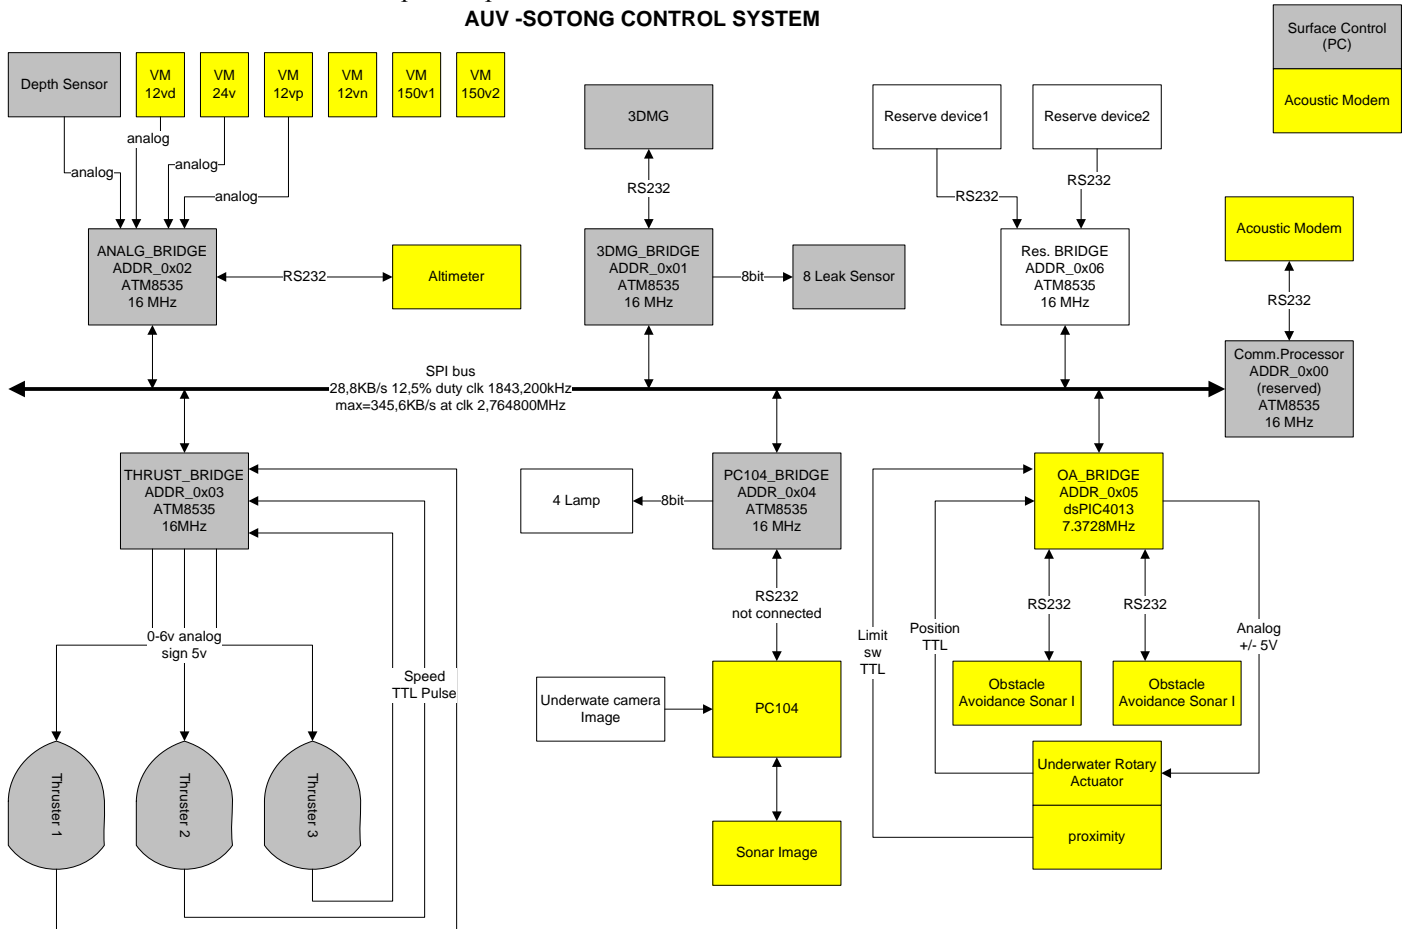 AUV -SOTONG CONTROL SYSTEM
Surface Control
(PC)
Acoustic Modem
Depth Sensor
VM
12vd
VM
24v
VM
12vp
VM
12vn
VM
150v1
VM
150v2
3DMG
Reserve device1
Reserve device2
analog
analog
analog
analog
RS232
RS232
RS232
ANALG_BRIDGE
ADDR_0x02
ATM8535
16 MHz
RS232
Altimeter
3DMG_BRIDGE
ADDR_0x01
ATM8535
16 MHz
8bit
8 Leak Sensor
Res. BRIDGE
ADDR_0x06
ATM8535
16 MHz
Acoustic Modem
RS232
Comm.Processor
ADDR_0x00
(reserved)
ATM8535
16 MHz
SPI bus
28,8KB/s 12,5% duty clk 1843,200kHz
max=345,6KB/s at clk 2,764800MHz
THRUST_BRIDGE
ADDR_0x03
ATM8535
16MHz
4 Lamp
8bit
PC104_BRIDGE
ADDR_0x04
ATM8535
16 MHz
OA_BRIDGE
ADDR_0x05
dsPIC4013
7.3728MHz
RS232
not connected
RS232
RS232
0-6v analog
sign 5v
Speed
TTL Pulse
Limit
sw
TTL
Position
TTL
Analog
+/- 5V
Underwate camera
Image
PC104
Obstacle
Avoidance Sonar I
Obstacle
Avoidance Sonar I
Underwater Rotary
Actuator
proximity
Thruster 1
Thruster 2
Thruster 3
Sonar Image